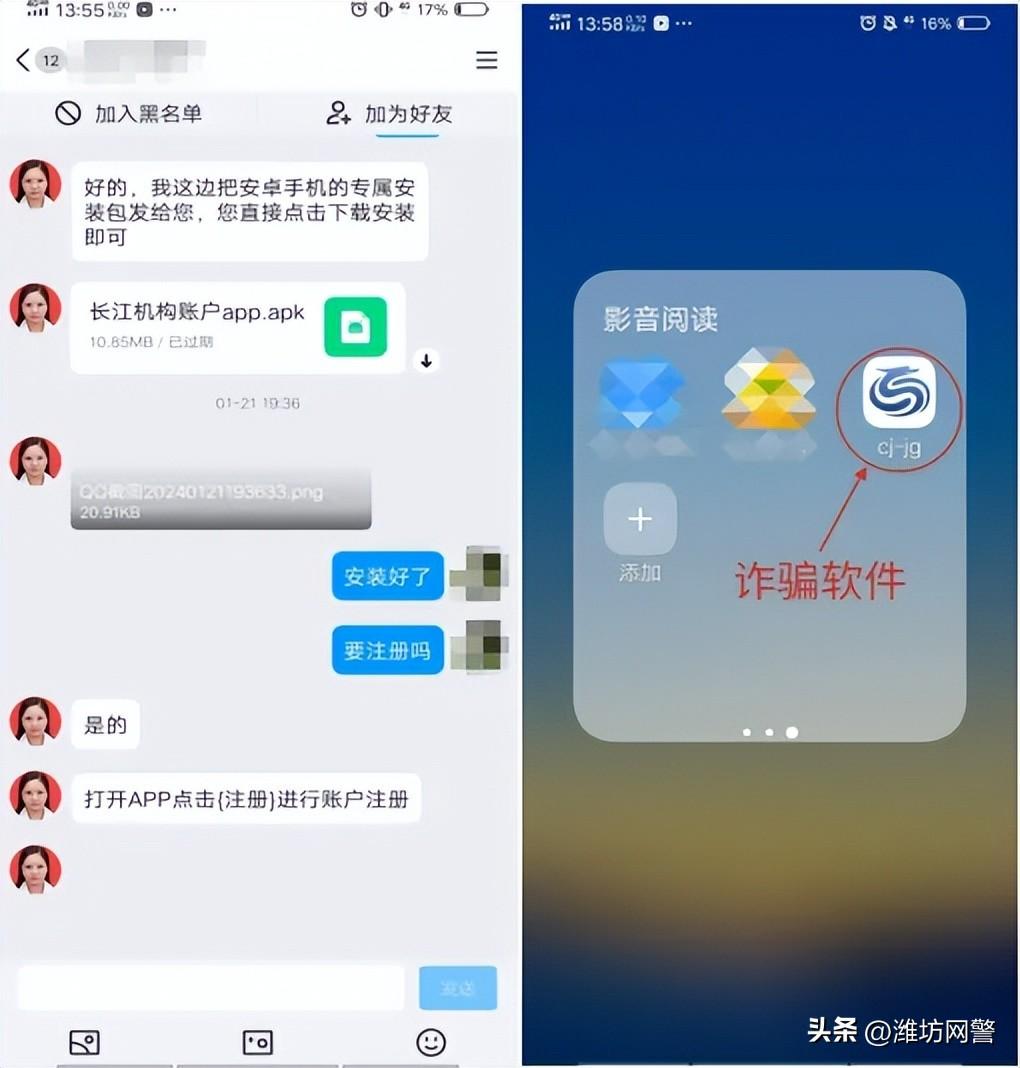 13:55
17%
12
加入黑名单
加为好友
好的，我这边把安卓手机的专属安
装包发给您，您直接点击下载安装
即可
长江机构账户app.apk
10.85MB / 已过期
01-21 19:36
QQ截图20240121193633.png
20.91KB
安装好了
要注册吗
是的
打开APP点击{注册}进行账户注册
发送
13:58
16%
影音阅读
cj-jg
添加
诈骗软件
头条 @潍坊网警